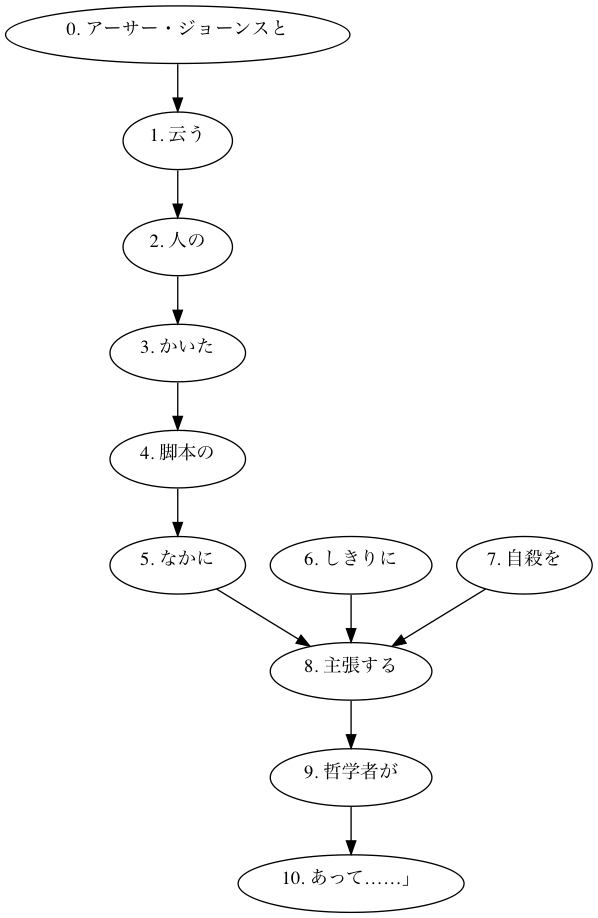 0. アーサー・ジョーンスと
1. 云う
2. 人の
3. かいた
4. 脚本の
5. なかに
6. しきりに
7. 自殺を
8. 主張する
9. 哲学者が
10. あって……」